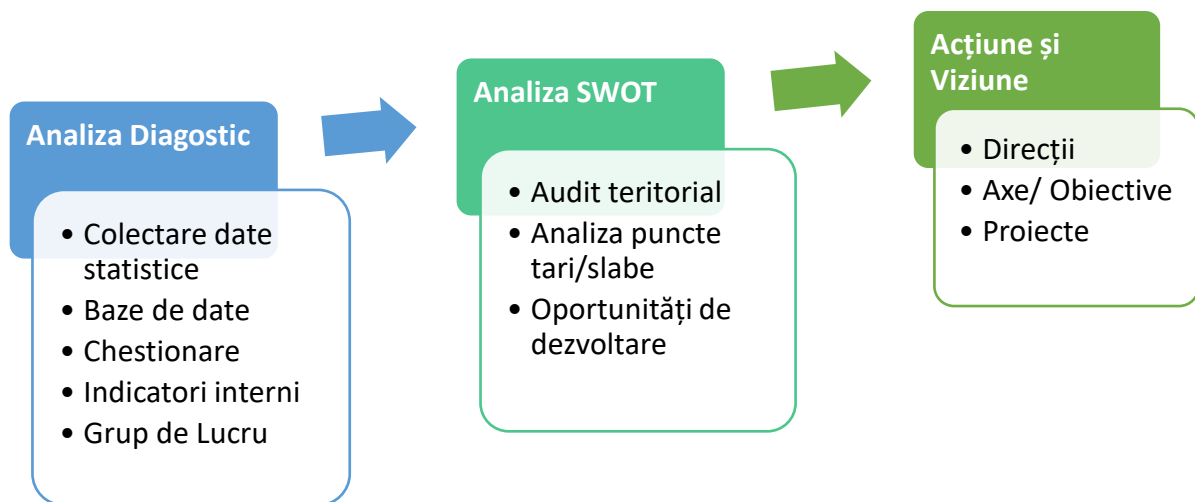 Analiza Diagostic
• Colectare date
statistice
• Baze de date
• Chestionare
• Indicatori interni
• Grup de Lucru
Analiza SWOT
• Audit teritorial
• Analiza puncte
tari/slabe
• Oportunități de
dezvoltare
Acțiune și
Viziune
• Direcții
• Axe/ Obiective
• Proiecte